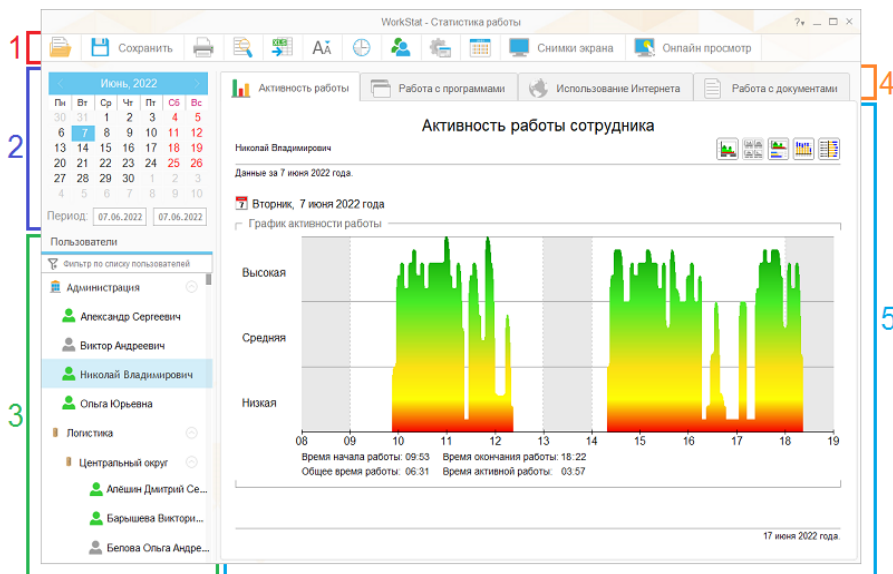 WorkStat - Статистика работы
?
1
Сохранить
XLS
Aä
Снимки экрана
Онлайн просмотр
2
Июнь, 2022
Пн Вт Ср Чт Пт Сб Вс
30 31 1 2 3 4 5
6 7 8 9 10 11 12
13 14 15 16 17 18 19
20 21 22 23 24 25 26
27 28 29 30 1 2 3
4 5 6 7 8 9 10
Период: 07.06.2022 07.06.2022
3
Пользователи
Фильтр по списку пользователей
Администрация
Александр Сергеевич
Виктор Андреевич
Николай Владимирович
Ольга Юрьевна
Логистика
Центральный округ
Алёшин Дмитрий Се...
Барышева Виктори...
Белова Ольга Андре...
4
Активность работы
Работа с программами
Использование Интернета
Работа с документами
5
Активность работы сотрудника
Николай Владимирович
Данные за 7 июня 2022 года.
7 Вторник, 7 июня 2022 года
График активности работы
Высокая
Средняя
Низкая
08 09 10 11 12 13 14 15 16 17 18 19
Время начала работы: 09:53 Время окончания работы: 18:22
Общее время работы: 06:31 Время активной работы: 03:57
17 июня 2022 года.